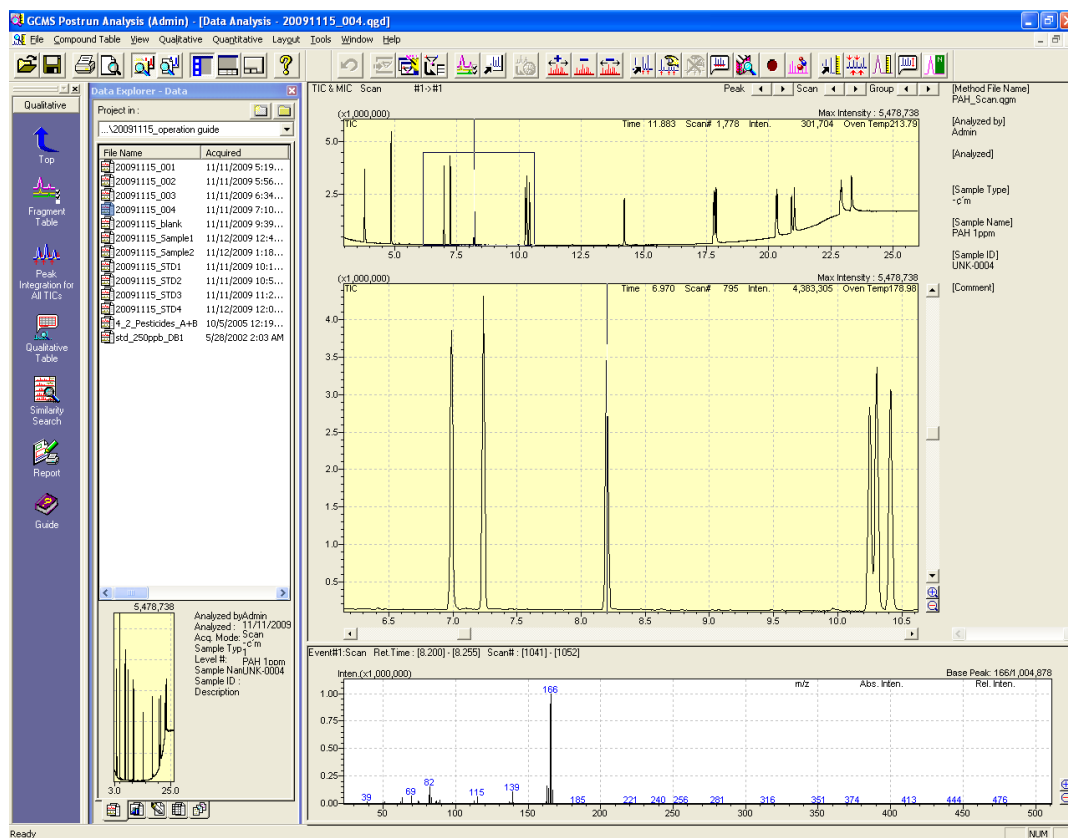 GCMS Postrun Analysis (Admin) - [Data Analysis - 20091115_004.qgd]
File Compound Table View Qualitative Quantitative Layout Tools Window Help
Qualitative
Top
Fragment
Table
Peak
Integration for
All TICs
Qualitative
Table
Similarity
Search
Report
Guide
Data Explorer - Data
Project in :
...\20091115_operation guide
File Name Acquired
20091115_001 11/11/2009 5:19...
20091115_002 11/11/2009 5:56...
20091115_003 11/11/2009 6:34...
20091115_004 11/11/2009 7:10...
20091115_blank 11/11/2009 9:39...
20091115_Sample1 11/12/2009 12:4...
20091115_Sample2 11/12/2009 1:18...
20091115_STD1 11/11/2009 10:1...
20091115_STD2 11/11/2009 10:5...
20091115_STD3 11/11/2009 11:2...
20091115_STD4 11/12/2009 12:0...
4_2_Pesticides_A+B 10/5/2005 12:19...
std_250ppb_DB1 5/28/2002 2:03 AM
5,478,738
3.0 25.0
Analyzed by Admin
Analyzed : 11/11/2009
Acq. Mode: Scan
Sample Typ -c'm
Level #: 1
Sample Nam PAH 1ppm
Sample ID : UNK-0004
Description
TIC & MIC Scan #1->#1 Peak Scan Group
Max Intensity : 5,478,738
(x1,000,000)
TIC Time 11.883 Scan# 1,778 Inten. 301,704 Oven Temp 213.79
5.0
2.5
5.0 7.5 10.0 12.5 15.0 17.5 20.0 22.5 25.0
Max Intensity : 5,478,738
(x1,000,000)
TIC Time 6.970 Scan# 795 Inten. 4,383,305 Oven Temp 178.98
4.0
3.5
3.0
2.5
2.0
1.5
1.0
0.5
6.5 7.0 7.5 8.0 8.5 9.0 9.5 10.0 10.5
[Method File Name]
PAH_Scan.qgm
[Analyzed by]
Admin
[Analyzed]
[Sample Type]
-c'm
[Sample Name]
PAH 1ppm
[Sample ID]
UNK-0004
[Comment]
Event#1:Scan Ret.Time : [8.200] - [8.255] Scan# : [1041] - [1052]
Inten.(x1,000,000) Base Peak: 166/1,004,878
m/z Abs. Inten. Rel. Inten.
1.00
0.75
0.50
0.25
0.00
166
39 69 82 115 139 185 221 240 256 281 316 351 374 413 444 476
50 100 150 200 250 300 350 400 450 500
Ready NUM